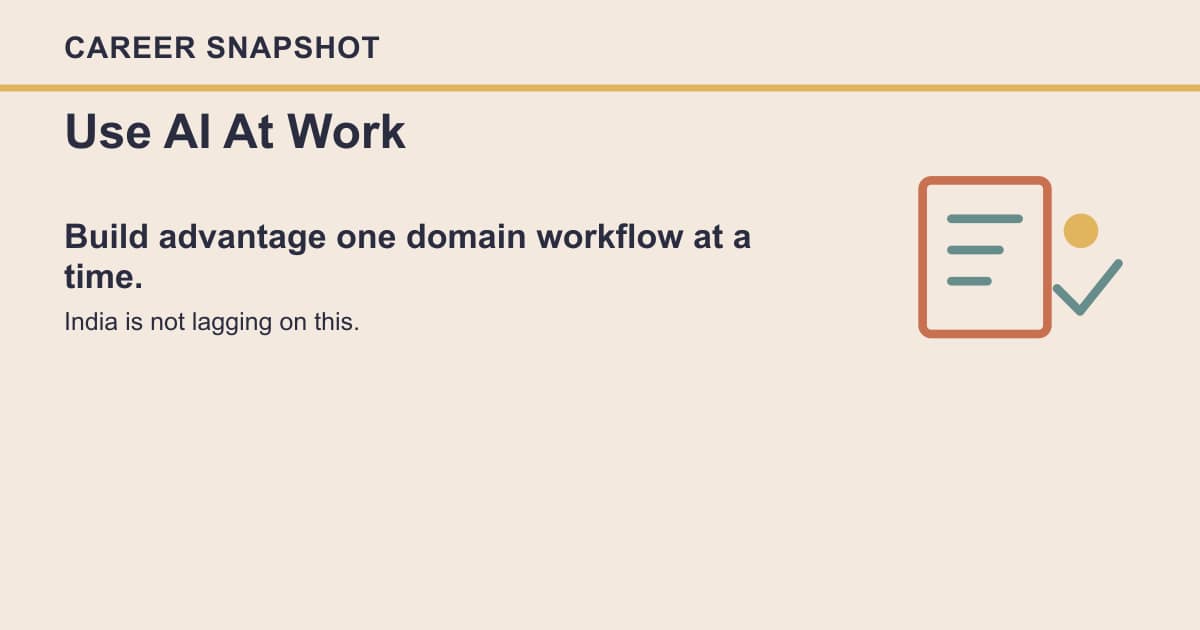 CAREER SNAPSHOT
Use AI At Work
Build advantage one domain workflow at a
time.
India is not lagging on this.